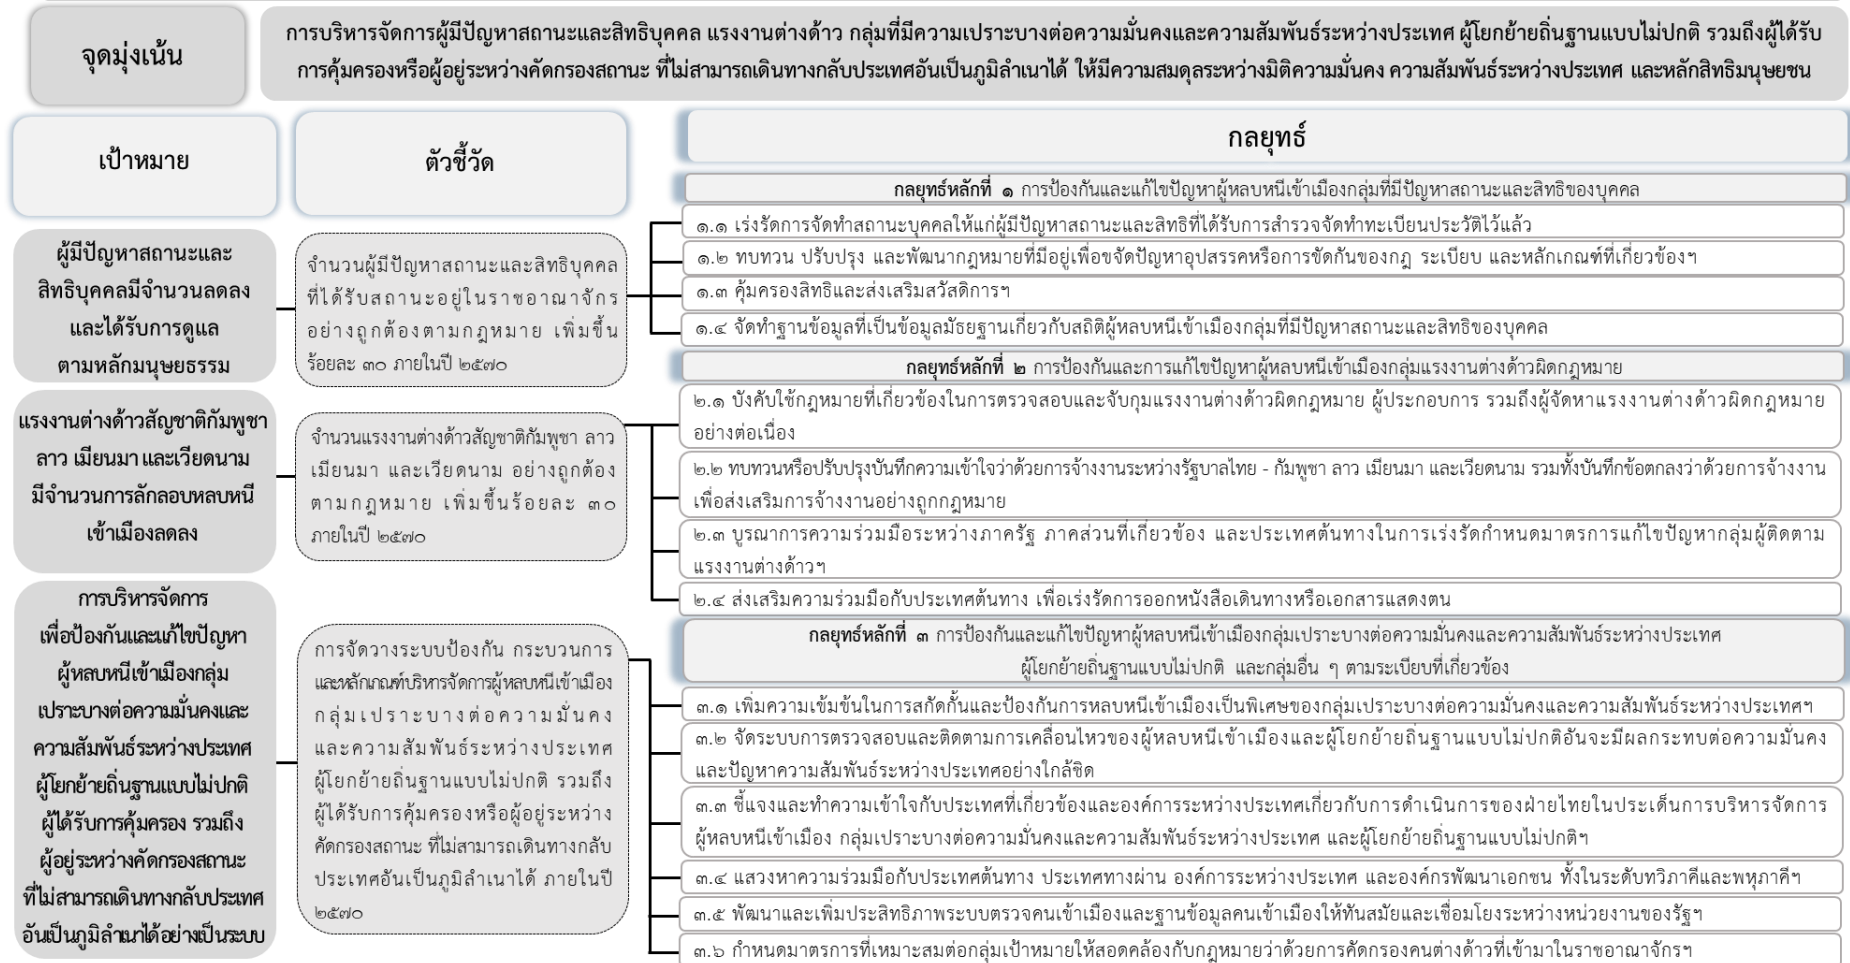 จุดมุ่งเน้น
การบริหารจัดการผู้มีปัญหาสถานะและสิทธิบุคคล แรงงานต่างด้าว กลุ่มที่มีความเปราะบางต่อความมั่นคงและความสัมพันธ์ระหว่างประเทศ ผู้โยกย้ายถิ่นฐานแบบไม่ปกติ รวมถึงผู้ได้รับ
การคุ้มครองหรือผู้อยู่ระหว่างคัดกรองสถานะ ที่ไม่สามารถเดินทางกลับประเทศอันเป็นภูมิลำเนาได้ ให้มีความสมดุลระหว่างมิติความมั่นคง ความสัมพันธ์ระหว่างประเทศ และหลักสิทธิมนุษยชน
เป้าหมาย
ตัวชี้วัด
กลยุทธ์
ผู้มีปัญหาสถานะและ
สิทธิบุคคลมีจำนวนลดลง
และได้รับการดูแล
ตามหลักมนุษยธรรม
จำนวนผู้มีปัญหาสถานะและสิทธิบุคคล
ที่ได้รับสถานะอยู่ในราชอาณาจักร
อย่างถูกต้องตามกฎหมาย เพิ่มขึ้น
ร้อยละ ๓๐ ภายในปี ๒๕๗๐
กลยุทธ์หลักที่ ๑ การป้องกันและแก้ไขปัญหาผู้หลบหนีเข้าเมืองกลุ่มที่มีปัญหาสถานะและสิทธิของบุคคล
๑.๑ เร่งรัดการจัดทำสถานะบุคคลให้แก่ผู้มีปัญหาสถานะและสิทธิที่ได้รับการสำรวจจัดทำทะเบียนประวัติไว้แล้ว
๑.๒ ทบทวน ปรับปรุง และพัฒนากฎหมายที่มีอยู่เพื่อขจัดปัญหาอุปสรรคหรือการขัดกันของกฎ ระเบียบ และหลักเกณฑ์ที่เกี่ยวข้องฯ
๑.๓ คุ้มครองสิทธิและส่งเสริมสวัสดิการฯ
๑.๔ จัดทำฐานข้อมูลที่เป็นข้อมูลมัธยฐานเกี่ยวกับสถิติผู้หลบหนีเข้าเมืองกลุ่มที่มีปัญหาสถานะและสิทธิของบุคคล
แรงงานต่างด้าวสัญชาติกัมพูชา
ลาว เมียนมา และเวียดนาม
มีจำนวนการลักลอบหลบหนี
เข้าเมืองลดลง
จำนวนแรงงานต่างด้าวสัญชาติกัมพูชา ลาว
เมียนมา และเวียดนาม อย่างถูกต้อง
ตามกฎหมาย เพิ่มขึ้นร้อยละ ๓๐
ภายในปี ๒๕๗๐
กลยุทธ์หลักที่ ๒ การป้องกันและการแก้ไขปัญหาผู้หลบหนีเข้าเมืองกลุ่มแรงงานต่างด้าวผิดกฎหมาย
๒.๑ บังคับใช้กฎหมายที่เกี่ยวข้องในการตรวจสอบและจับกุมแรงงานต่างด้าวผิดกฎหมาย ผู้ประกอบการ รวมถึงผู้จัดหาแรงงานต่างด้าวผิดกฎหมาย
อย่างต่อเนื่อง
๒.๒ ทบทวนหรือปรับปรุงบันทึกความเข้าใจว่าด้วยการจ้างงานระหว่างรัฐบาลไทย - กัมพูชา ลาว เมียนมา และเวียดนาม รวมทั้งบันทึกข้อตกลงว่าด้วยการจ้างงาน
เพื่อส่งเสริมการจ้างงานอย่างถูกกฎหมาย
๒.๓ บูรณาการความร่วมมือระหว่างภาครัฐ ภาคส่วนที่เกี่ยวข้อง และประเทศต้นทางในการเร่งรัดกำหนดมาตรการแก้ไขปัญหากลุ่มผู้ติดตาม
แรงงานต่างด้าวฯ
๒.๔ ส่งเสริมความร่วมมือกับประเทศต้นทาง เพื่อเร่งรัดการออกหนังสือเดินทางหรือเอกสารแสดงตน
การบริหารจัดการ
เพื่อป้องกันและแก้ไขปัญหา
ผู้หลบหนีเข้าเมืองกลุ่ม
เปราะบางต่อความมั่นคงและ
ความสัมพันธ์ระหว่างประเทศ
ผู้โยกย้ายถิ่นฐานแบบไม่ปกติ
ผู้ได้รับการคุ้มครอง รวมถึง
ผู้อยู่ระหว่างคัดกรองสถานะ
ที่ไม่สามารถเดินทางกลับประเทศ
อันเป็นภูมิลำเนาได้อย่างเป็นระบบ
การจัดวางระบบป้องกัน กระบวนการ
และหลักเกณฑ์บริหารจัดการผู้หลบหนีเข้าเมือง
กลุ่มเปราะบางต่อความมั่นคง
และความสัมพันธ์ระหว่างประเทศ
ผู้โยกย้ายถิ่นฐานแบบไม่ปกติ รวมถึง
ผู้ได้รับการคุ้มครองหรือผู้อยู่ระหว่าง
คัดกรองสถานะ ที่ไม่สามารถเดินทางกลับ
ประเทศอันเป็นภูมิลำเนาได้ ภายในปี
๒๕๗๐
กลยุทธ์หลักที่ ๓ การป้องกันและแก้ไขปัญหาผู้หลบหนีเข้าเมืองกลุ่มเปราะบางต่อความมั่นคงและความสัมพันธ์ระหว่างประเทศ
ผู้โยกย้ายถิ่นฐานแบบไม่ปกติ และกลุ่มอื่น ๆ ตามระเบียบที่เกี่ยวข้อง
๓.๑ เพิ่มความเข้มข้นในการสกัดกั้นและป้องกันการหลบหนีเข้าเมืองเป็นพิเศษของกลุ่มเปราะบางต่อความมั่นคงและความสัมพันธ์ระหว่างประเทศฯ
๓.๒ จัดระบบการตรวจสอบและติดตามการเคลื่อนไหวของผู้หลบหนีเข้าเมืองและผู้โยกย้ายถิ่นฐานแบบไม่ปกติอันจะมีผลกระทบต่อความมั่นคง
และปัญหาความสัมพันธ์ระหว่างประเทศอย่างใกล้ชิด
๓.๓ ชี้แจงและทำความเข้าใจกับประเทศที่เกี่ยวข้องและองค์การระหว่างประเทศเกี่ยวกับการดำเนินการของฝ่ายไทยในประเด็นการบริหารจัดการ
ผู้หลบหนีเข้าเมือง กลุ่มเปราะบางต่อความมั่นคงและความสัมพันธ์ระหว่างประเทศ และผู้โยกย้ายถิ่นฐานแบบไม่ปกติฯ
๓.๔ แสวงหาความร่วมมือกับประเทศต้นทาง ประเทศทางผ่าน องค์การระหว่างประเทศ และองค์กรพัฒนาเอกชน ทั้งในระดับทวิภาคีและพหุภาคีฯ
๓.๕ พัฒนาและเพิ่มประสิทธิภาพระบบตรวจคนเข้าเมืองและฐานข้อมูลคนเข้าเมืองให้ทันสมัยและเชื่อมโยงระหว่างหน่วยงานของรัฐฯ
๓.๖ กำหนดมาตรการที่เหมาะสมต่อกลุ่มเป้าหมายให้สอดคล้องกับกฎหมายว่าด้วยการคัดกรองคนต่างด้าวที่เข้ามาในราชอาณาจักรฯ